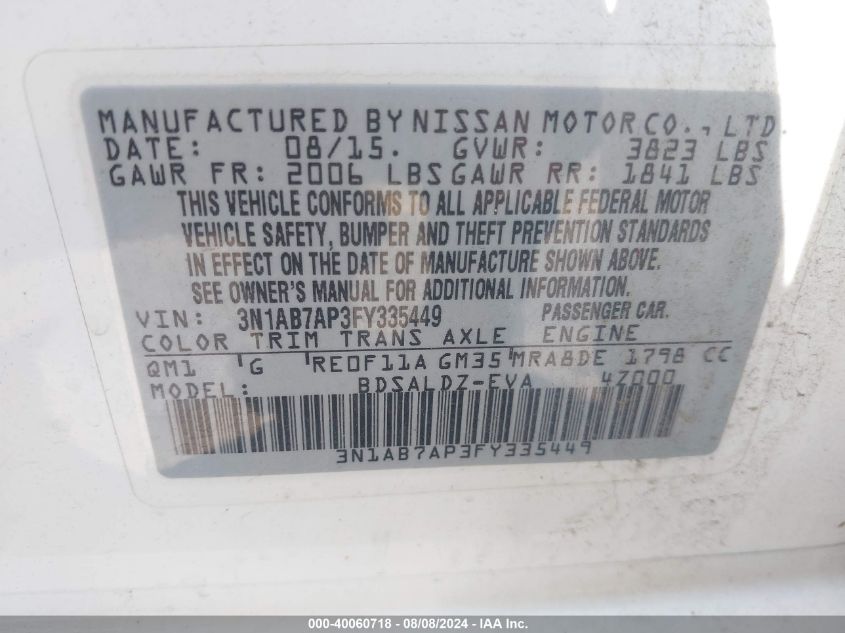 MANUFACTURED BY NISSAN MOTOR CO., LTD
DATE: 08/15. GVWR: 3823 LBS
GAWR FR: 2006 LBS GAWR RR: 1841 LBS
THIS VEHICLE CONFORMS TO ALL APPLICABLE FEDERAL MOTOR
VEHICLE SAFETY, BUMPER AND THEFT PREVENTION STANDARDS
IN EFFECT ON THE DATE OF MANUFACTURE SHOWN ABOVE.
SEE OWNER'S MANUAL FOR ADDITIONAL INFORMATION.
VIN: 3N1AB7AP3FY335449 PASSENGER CAR.
COLOR TRIM TRANS AXLE ENGINE
QM1 'G 'RE0F11A GM35'MRA8DE 1798 CC
MODEL: BDSALDZ-EVA 4Z000
3N1AB7AP3FY335449
000-40060718 - 08/08/2024 - IAA Inc.